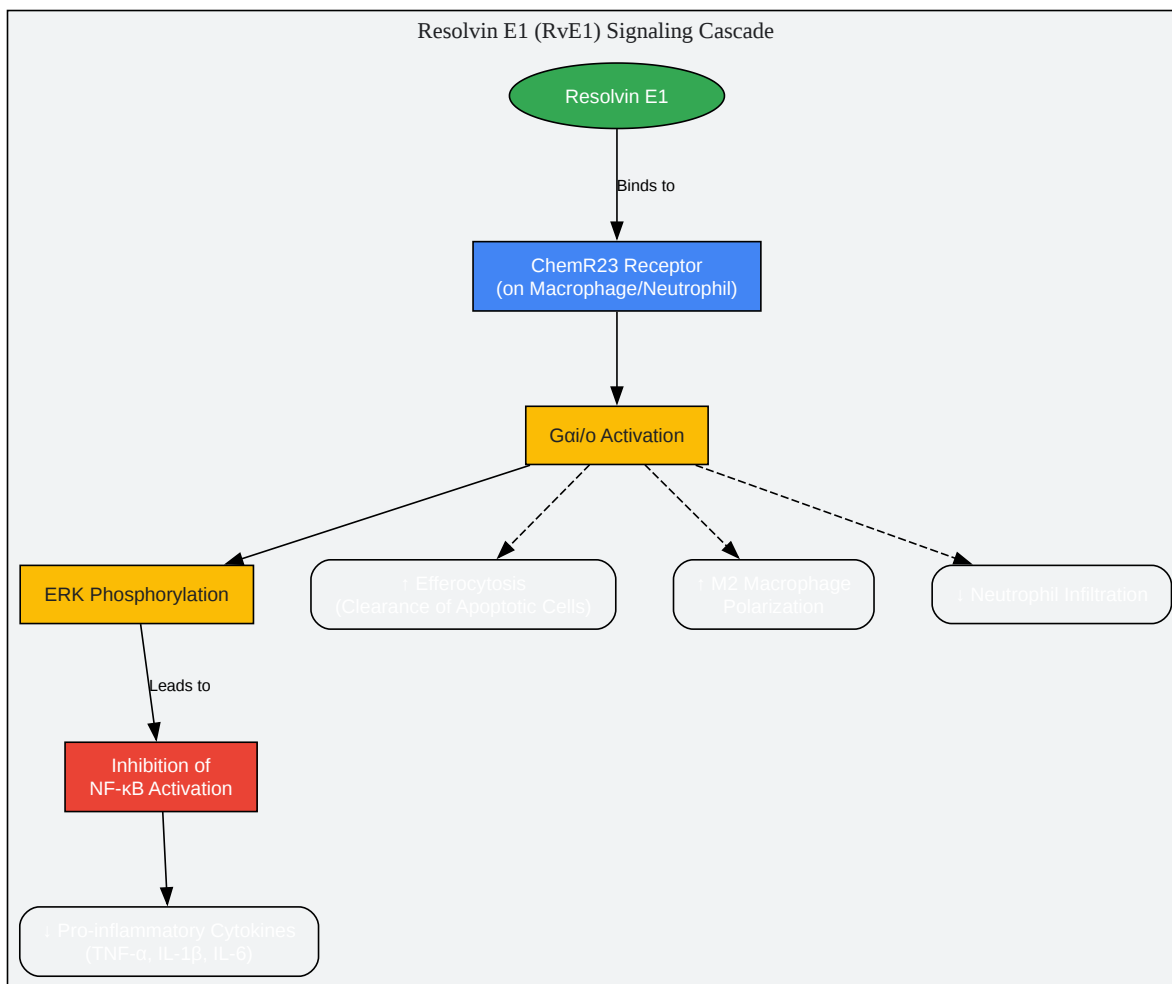 Resolvin E1 (RvE1) Signaling Cascade
Resolvin E1
Binds to
ChemR23 Receptor
(on Macrophage/Neutrophil)
Gαi/o Activation
ERK Phosphorylation
↑ Efferocytosis
(Clearance of Apoptotic Cells)
↑ M2 Macrophage
Polarization
↓ Neutrophil Infiltration
Leads to
Inhibition of
NF-κB Activation
↓ Pro-inflammatory Cytokines
(TNF-α, IL-1β, IL-6)